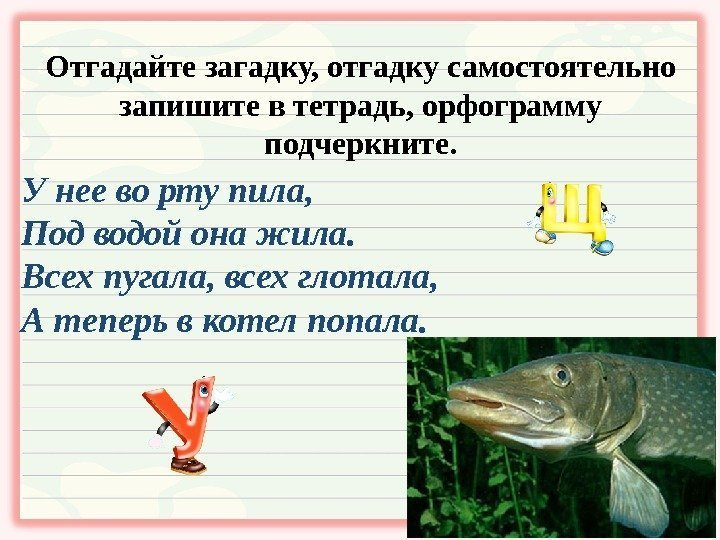 Отгадайте загадку, отгадку самостоятельно
запишите в тетрадь, орфограмму
подчеркните.
У нее во рту пила,
Под водой она жила.
Всех пугала, всех глотала,
А теперь в котел попала.
Щ
У